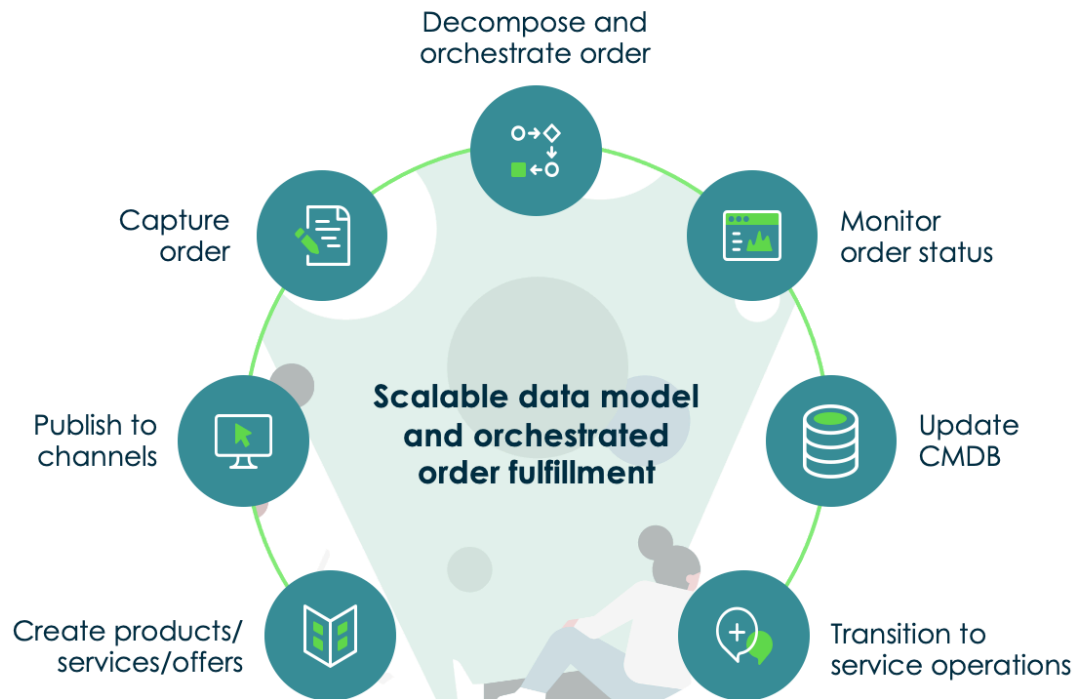 Decompose and
orchestrate order
Capture
order
Monitor
order status
Scalable data model
and orchestrated
order fulfillment
Publish to
channels
Update
CMDB
Create products/
services/offers
Transition to
service operations